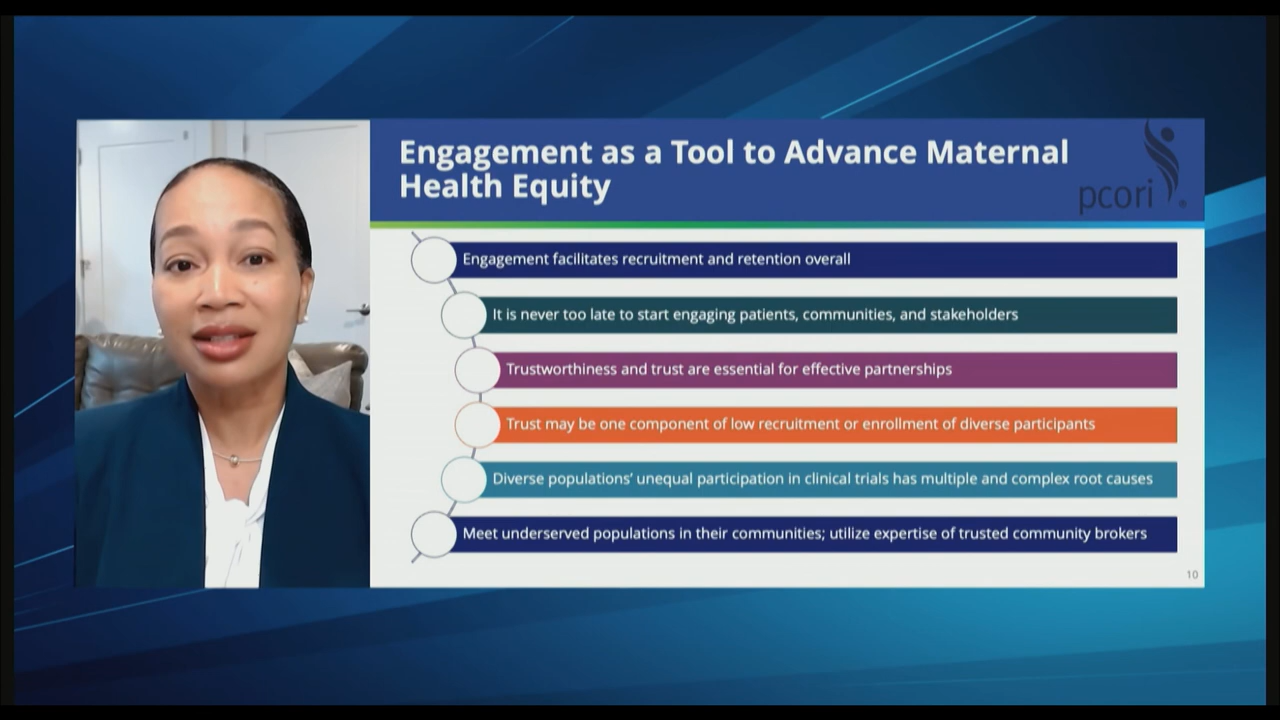 Engagement as a Tool to Advance Maternal
Health Equity
pcori
®
Engagement facilitates recruitment and retention overall
It is never too late to start engaging patients, communities, and stakeholders
Trustworthiness and trust are essential for effective partnerships
Trust may be one component of low recruitment or enrollment of diverse participants
Diverse populations’ unequal participation in clinical trials has multiple and complex root causes
Meet underserved populations in their communities; utilize expertise of trusted community brokers
10